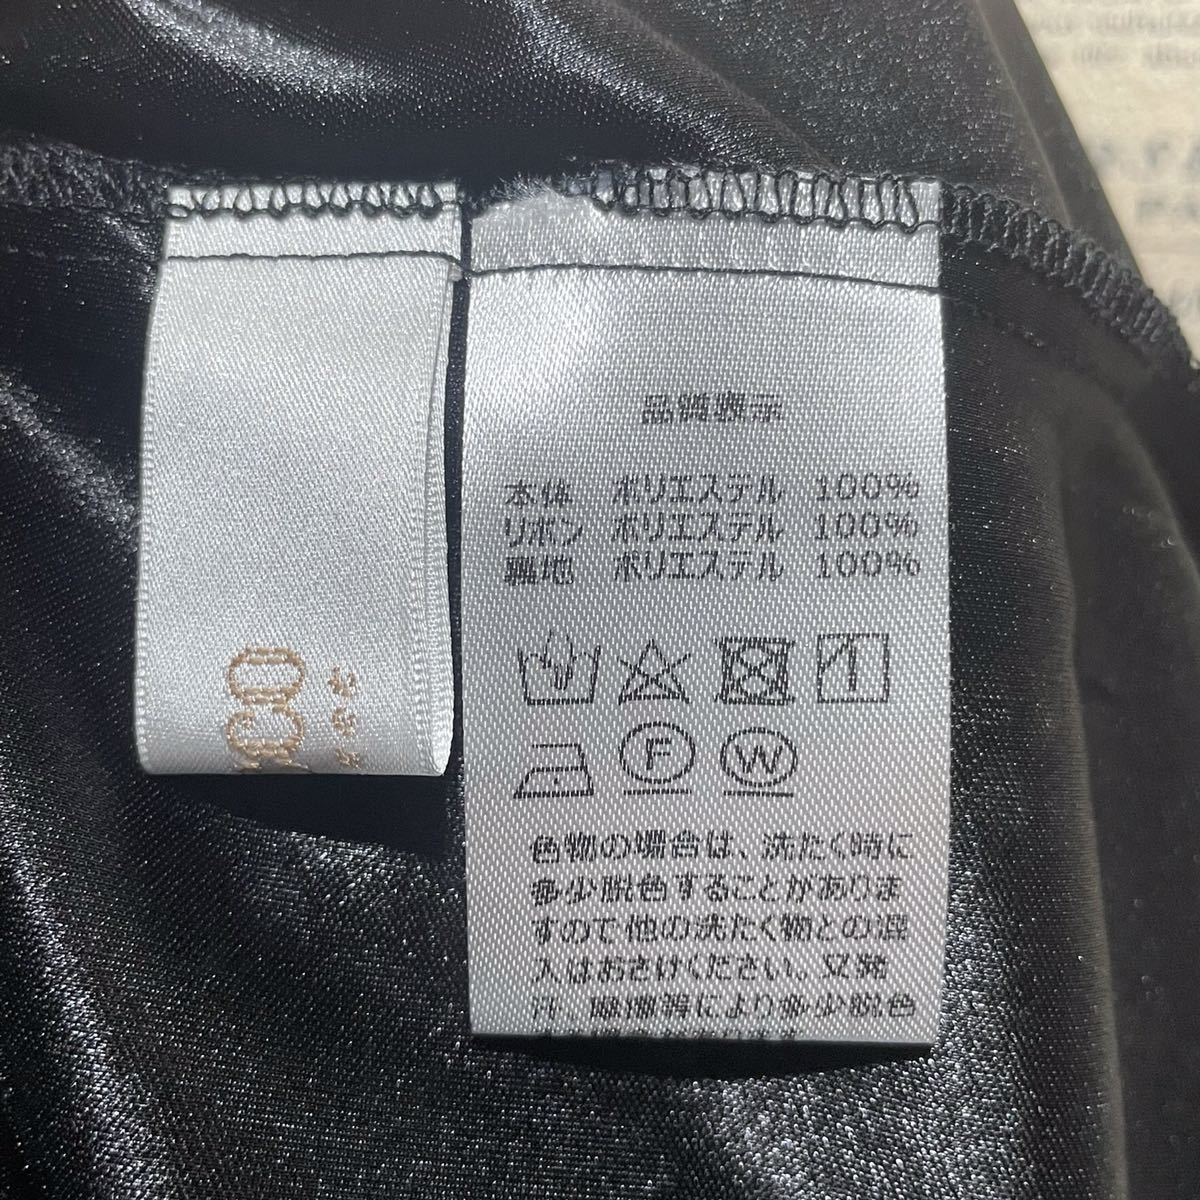 品質表示
本体 ポリエステル 100%
リボン ポリエステル 100%
裏地 ポリエステル 100%
F W
色物の場合は、洗たく時に
多少脱色することがありま
すので他の洗たく物との混
入はおさけください。又発
汗、摩擦等により多少脱色